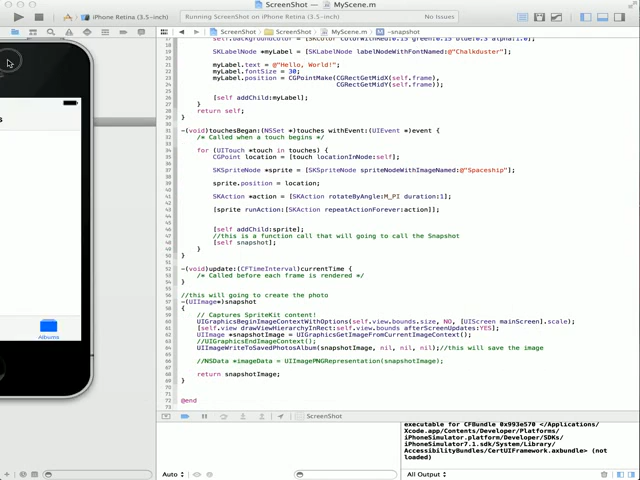 ScreenShot — MyScene.m
iPhone Retina (3.5-inch)
Running ScreenShot on iPhone Retina (3.5-inch)
No Issues
ScreenShot
ScreenShot
MyScene.m
-snapshot
SKLabelNode *myLabel = [SKLabelNode labelNodeWithFontNamed:@"Chalkduster"];
myLabel.text = @"Hello, World!";
myLabel.fontSize = 30;
myLabel.position = CGPointMake(CGRectGetMidX(self.frame),
CGRectGetMidY(self.frame));
[self addChild:myLabel];
}
return self;
}
-(void)touchesBegan:(NSSet *)touches withEvent:(UIEvent *)event {
/* Called when a touch begins */
for (UITouch *touch in touches) {
CGPoint location = [touch locationInNode:self];
SKSpriteNode *sprite = [SKSpriteNode spriteNodeWithImageNamed:@"Spaceship"];
sprite.position = location;
SKAction *action = [SKAction rotateByAngle:M_PI duration:1];
[sprite runAction:[SKAction repeatActionForever:action]];
[self addChild:sprite];
//this is a function call that will going to call the Snapshot
[self snapshot];
}
}
-(void)update:(CFTimeInterval)currentTime {
/* Called before each frame is rendered */
}
//this will going to create the photo
-(UIImage*)snapshot
{
// Captures SpriteKit content!
UIGraphicsBeginImageContextWithOptions(self.view.bounds.size, NO, [UIScreen mainScreen].scale);
[self.view drawViewHierarchyInRect:self.view.bounds afterScreenUpdates:YES];
UIImage *snapshotImage = UIGraphicsGetImageFromCurrentImageContext();
//UIGraphicsEndImageContext();
UIImageWriteToSavedPhotosAlbum(snapshotImage, nil, nil, nil);//this will save the image
//NSData *imageData = UIImagePNGRepresentation(snapshotImage);
return snapshotImage;
}
@end
Albums
ScreenShot
executable for CFBundle 0x993e570 </Applications/
Xcode.app/Contents/Developer/Platforms/
iPhoneSimulator.platform/Developer/SDKs/
iPhoneSimulator7.1.sdk/System/Library/
AccessibilityBundles/CertUIFramework.axbundle> (not
loaded)
Auto
All Output